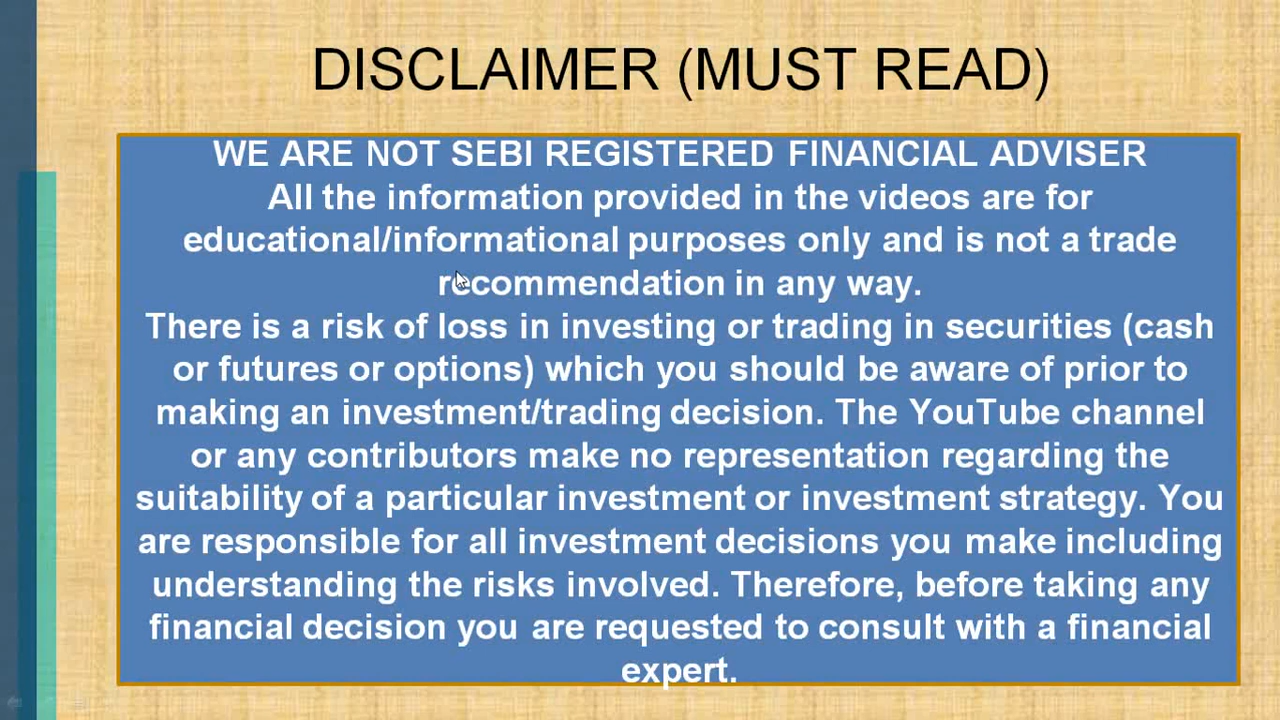 DISCLAIMER (MUST READ)
WE ARE NOT SEBI REGISTERED FINANCIAL ADVISER
All the information provided in the videos are for
educational/informational purposes only and is not a trade
recommendation in any way.
There is a risk of loss in investing or trading in securities (cash
or futures or options) which you should be aware of prior to
making an investment/trading decision. The YouTube channel
or any contributors make no representation regarding the
suitability of a particular investment or investment strategy. You
are responsible for all investment decisions you make including
understanding the risks involved. Therefore, before taking any
financial decision you are requested to consult with a financial
expert.